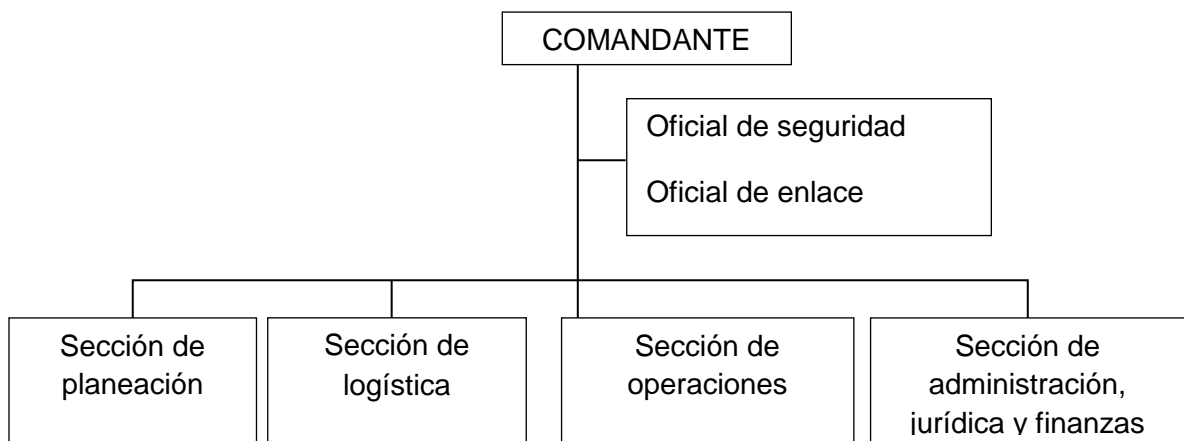 COMANDANTE
Oficial de seguridad
Oficial de enlace
Sección de
planeación
Sección de
logística
Sección de
operaciones
Sección de
administración,
jurídica y finanzas